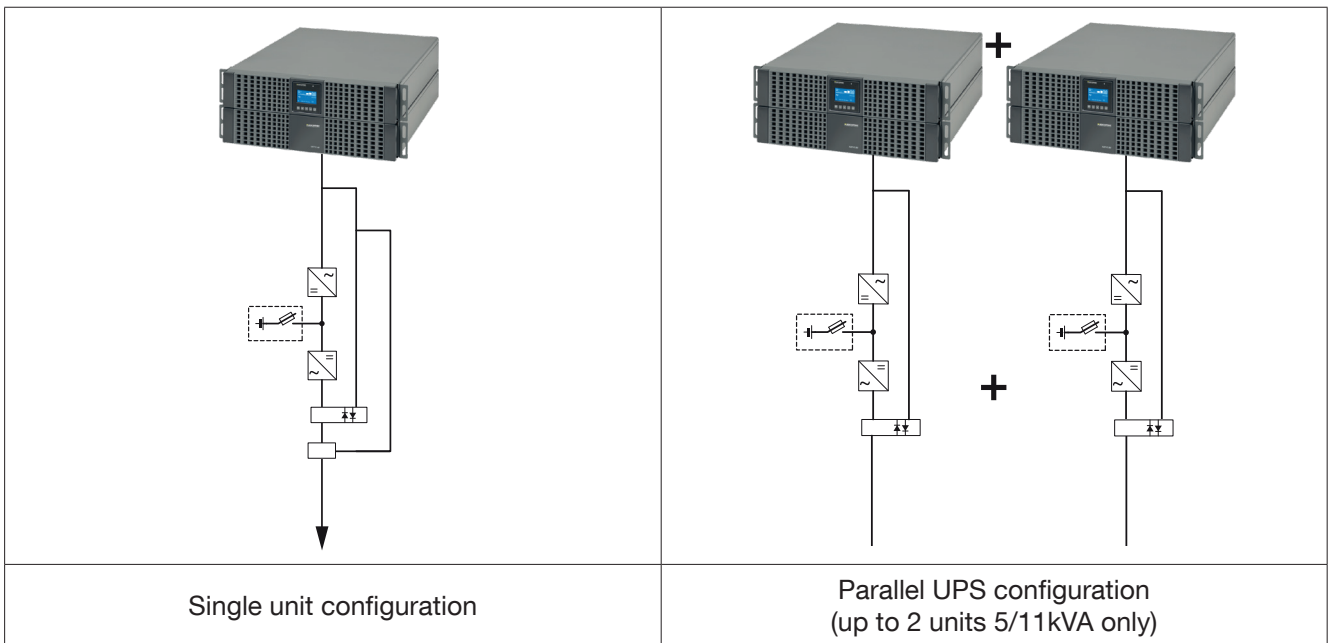 Single unit configuration
Parallel UPS configuration
(up to 2 units 5/11kVA only)